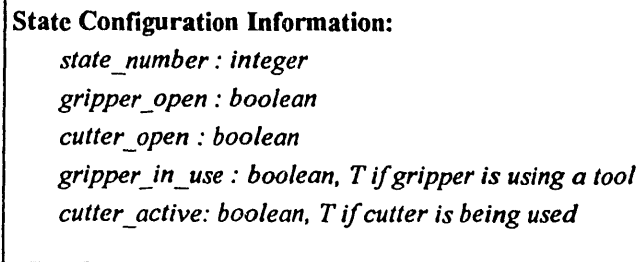 State Configuration Information:
state_number : integer
gripper_open : boolean
cutter_open : boolean
gripper_in_use : boolean, T if gripper is using a tool
cutter_active: boolean, T if cutter is being used